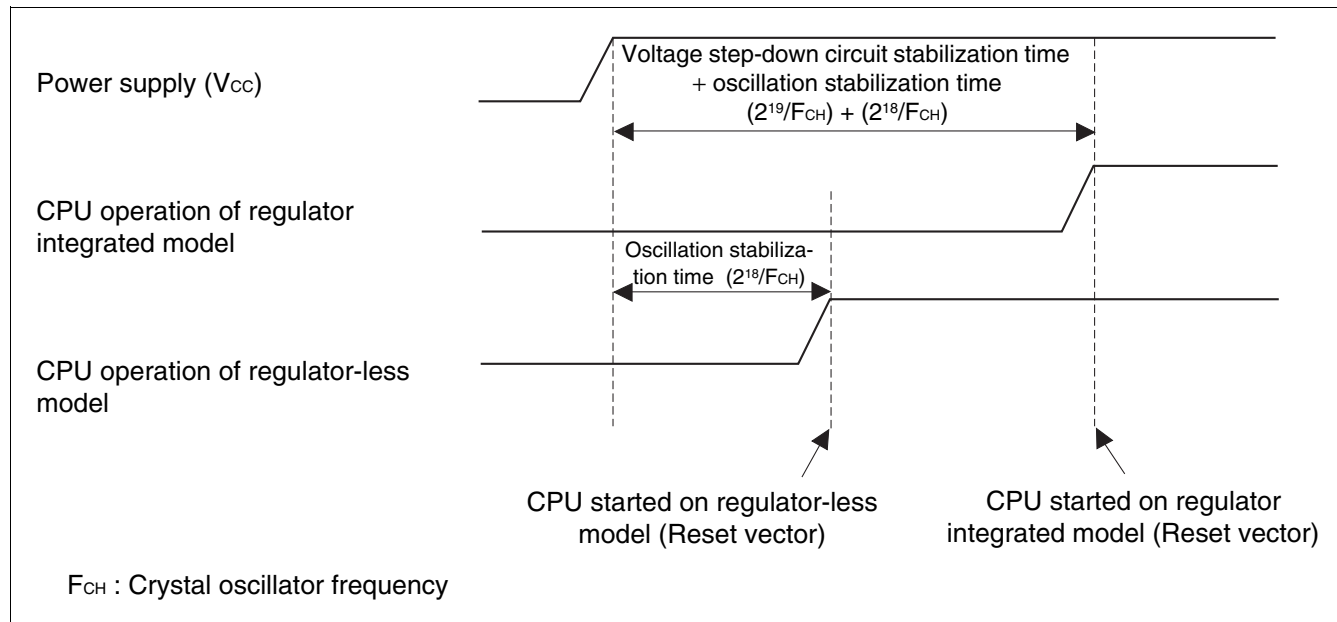 Power supply (VCC)
Voltage step-down circuit stabilization time
+ oscillation stabilization time
(2¹⁹/FCH) + (2¹⁸/FCH)
CPU operation of regulator
integrated model
Oscillation stabiliza-
tion time (2¹⁸/FCH)
CPU operation of regulator-less
model
CPU started on regulator-less
model (Reset vector)
CPU started on regulator
integrated model (Reset vector)
FCH : Crystal oscillator frequency